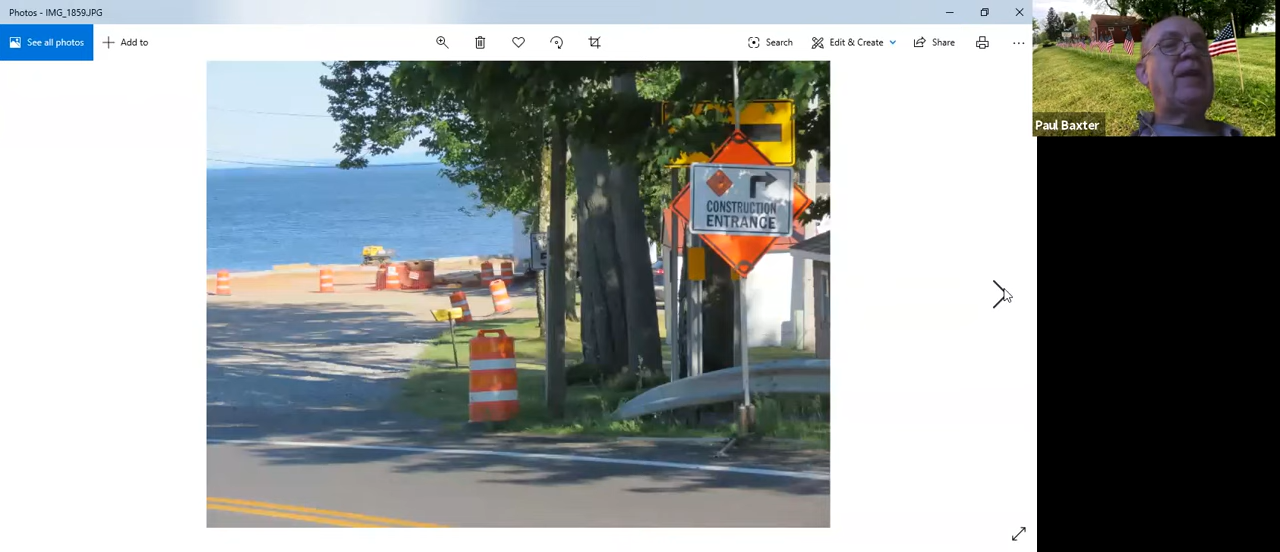 Photos - IMG_1859.JPG
See all photos
Add to
Search
Edit & Create
Share
Paul Baxter
CONSTRUCTION
ENTRANCE